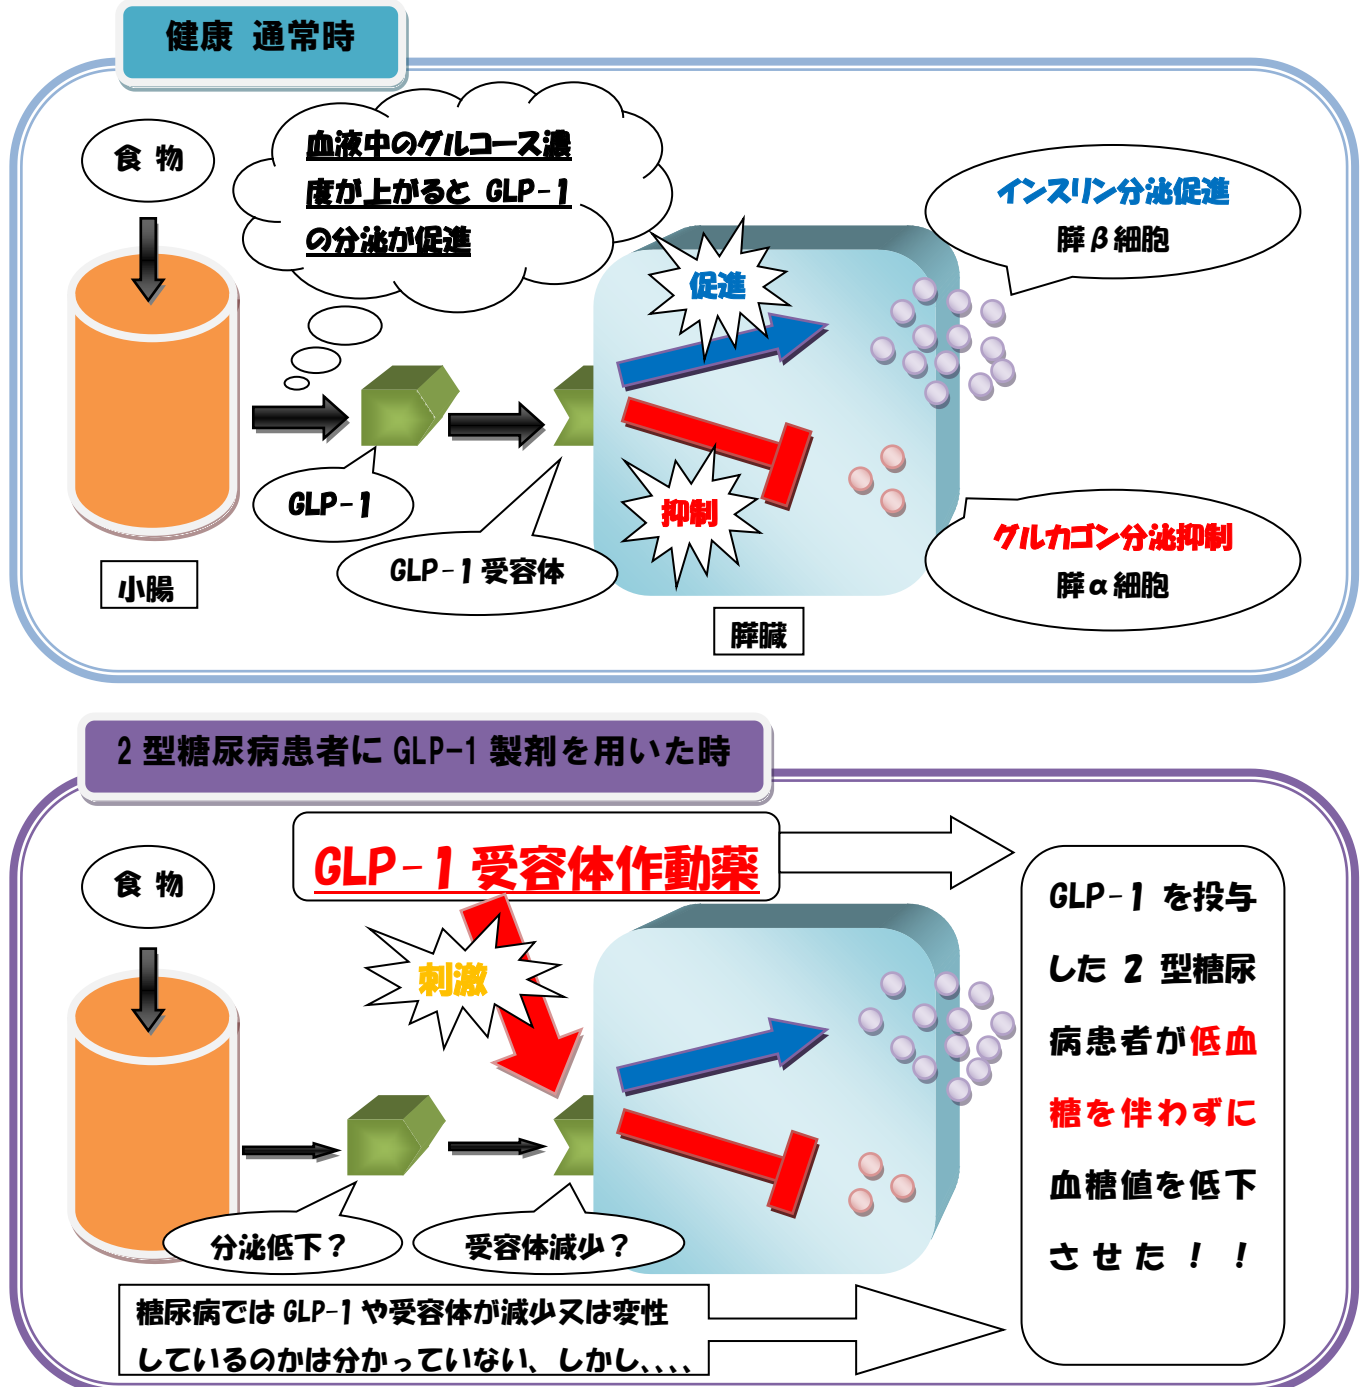 健康 通常時
食 物
血液中のグルコース濃
度が上がると GLP-1
の分泌が促進
促進
インスリン分泌促進
膵β細胞
GLP-1
GLP-1 受容体
抑制
グルカゴン分泌抑制
膵α細胞
小腸
膵臓
2 型糖尿病患者に GLP-1 製剤を用いた時
食 物
GLP-1 受容体作動薬
刺激
GLP-1 を投与
した 2 型糖尿
病患者が低血
糖を伴わずに
血糖値を低下
させた！！
分泌低下？
受容体減少？
糖尿病では GLP-1 や受容体が減少又は変性
しているのかは分かっていない、しかし、、、、